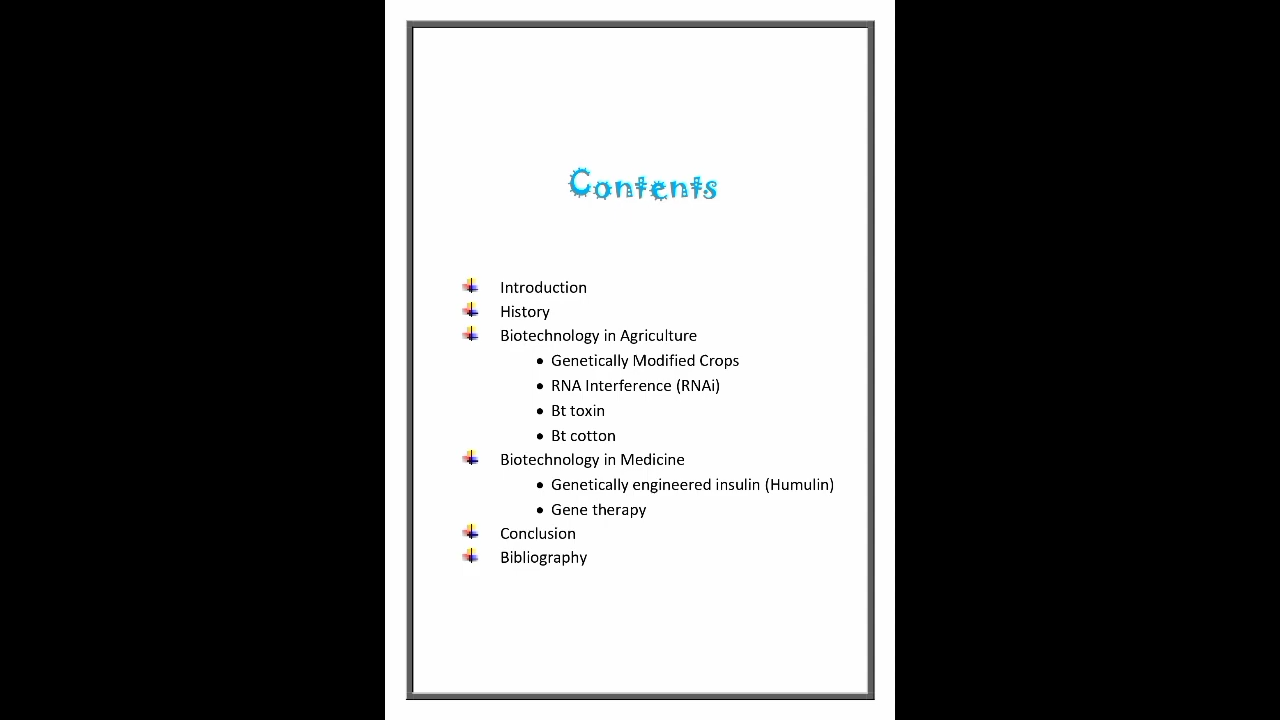 Contents
Introduction
History
Biotechnology in Agriculture
Genetically Modified Crops
RNA Interference (RNAi)
Bt toxin
Bt cotton
Biotechnology in Medicine
Genetically engineered insulin (Humulin)
Gene therapy
Conclusion
Bibliography